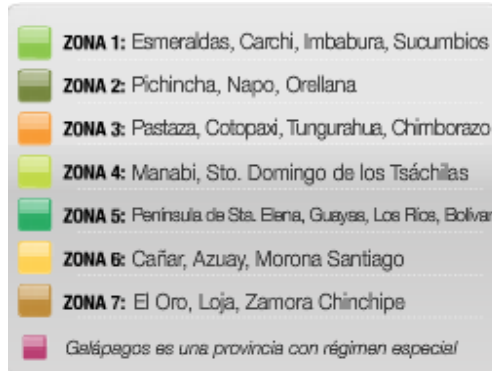 ZONA 1: Esmeraldas, Carchi, Imbabura, Sucumbios
ZONA 2: Pichincha, Napo, Orellana
ZONA 3: Pastaza, Cotopaxi, Tungurahua, Chimborazo
ZONA 4: Manabi, Sto. Domingo de los Tsáchilas
ZONA 5: Península de Sta. Elena, Guayas, Los Ríos, Bolívar
ZONA 6: Cañar, Azuay, Morona Santiago
ZONA 7: El Oro, Loja, Zamora Chinchipe
Galápagos es una provincia con régimen especial